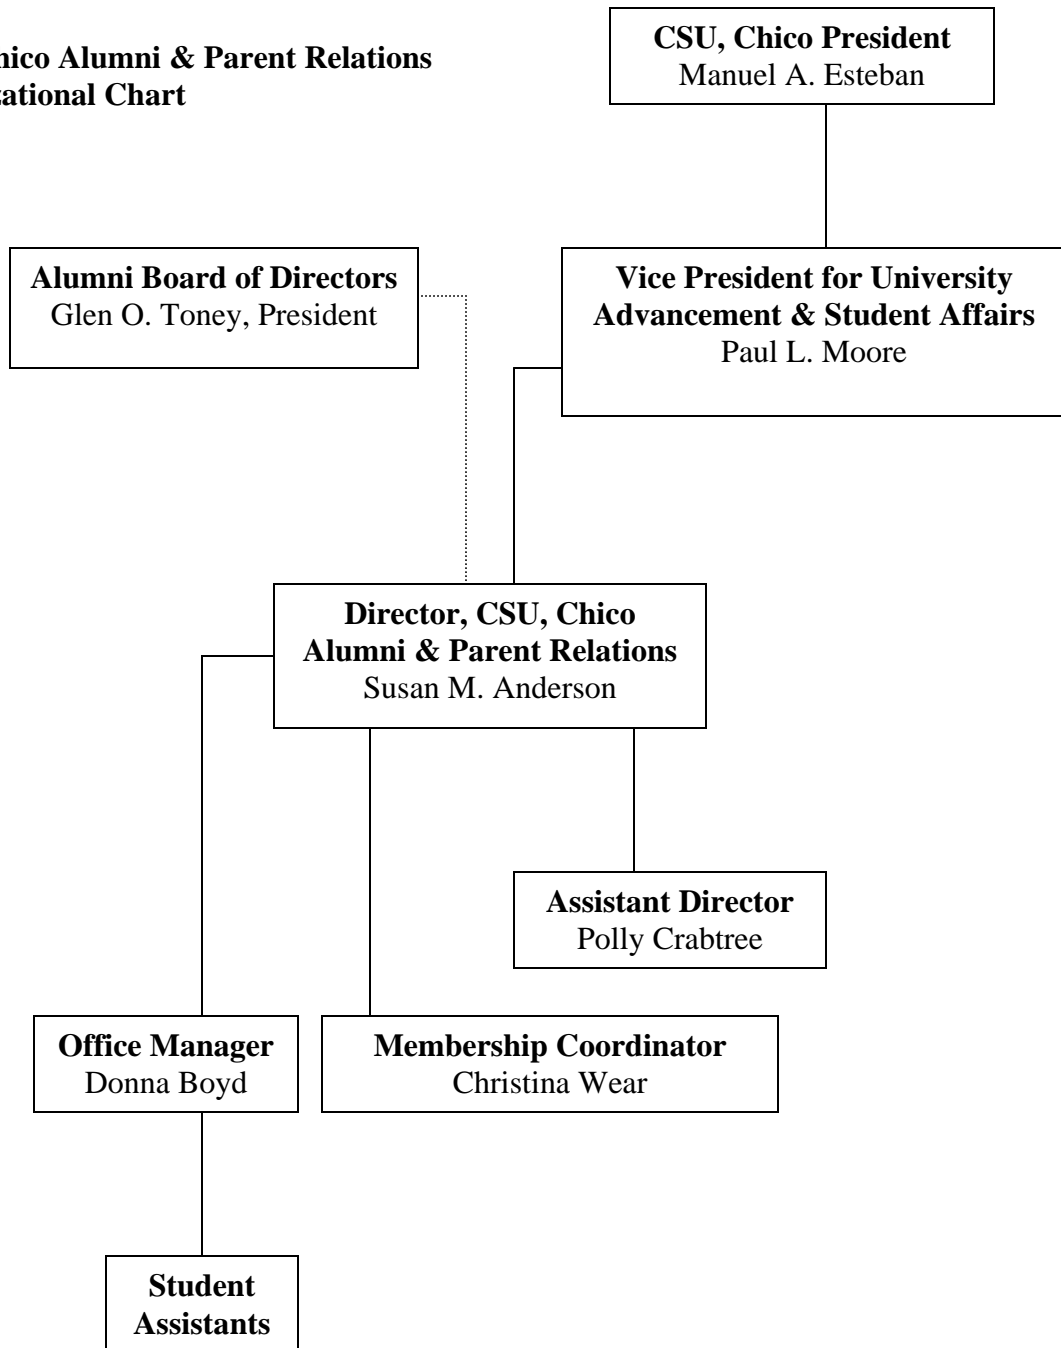 CSU, Chico President
Manuel A. Esteban
hico Alumni & Parent Relations
zational Chart
Alumni Board of Directors
Glen O. Toney, President
Vice President for University
Advancement & Student Affairs
Paul L. Moore
Director, CSU, Chico
Alumni & Parent Relations
Susan M. Anderson
Assistant Director
Polly Crabtree
Office Manager
Donna Boyd
Membership Coordinator
Christina Wear
Student
Assistants